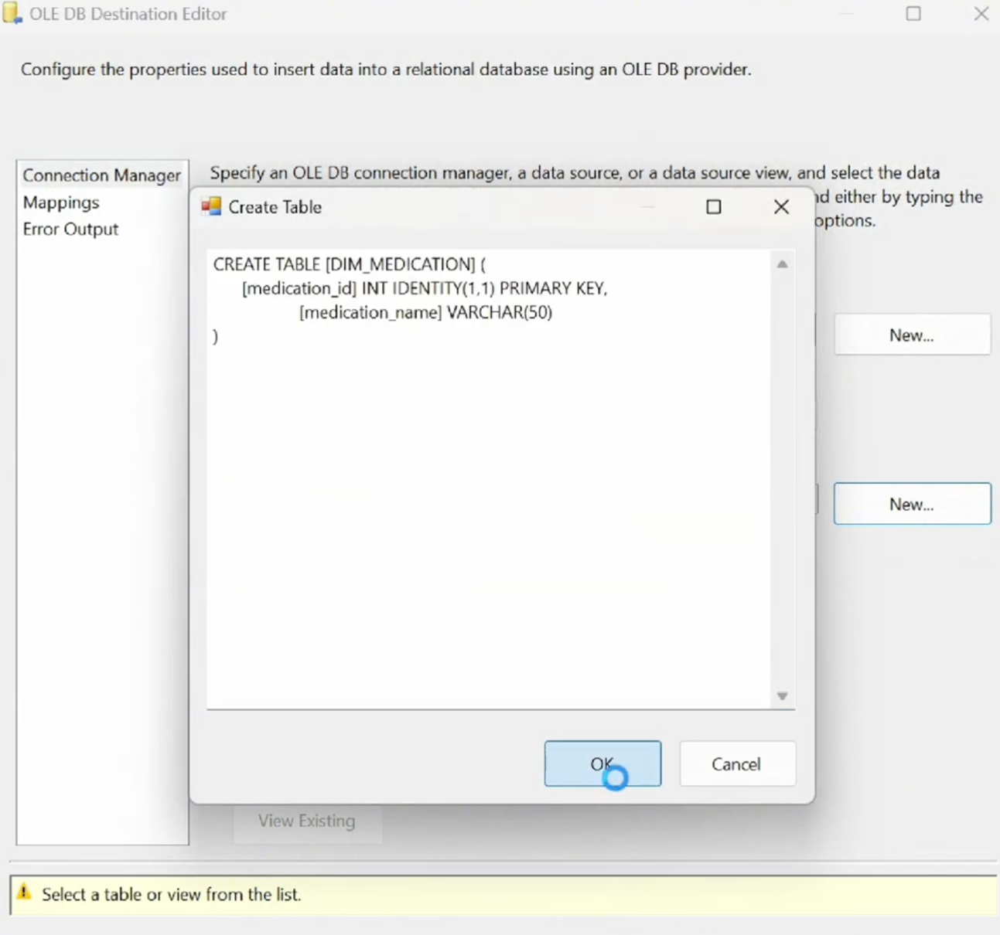 OLE DB Destination Editor
Configure the properties used to insert data into a relational database using an OLE DB provider.
Connection Manager
Mappings
Error Output
Specify an OLE DB connection manager, a data source, or a data source view, and select the data
nd either by typing the
options.
Create Table
CREATE TABLE [DIM_MEDICATION] (
[medication_id] INT IDENTITY(1,1) PRIMARY KEY,
[medication_name] VARCHAR(50)
)
New...
New...
OK
Cancel
View Existing
Select a table or view from the list.